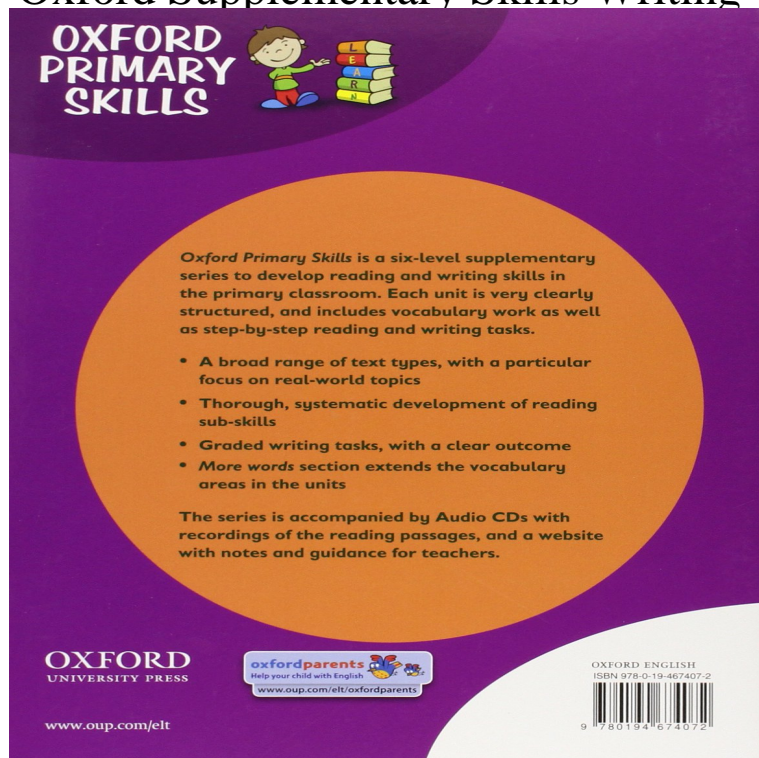 Oxford Supplementary Skills Writing
OXFORD
PRIMARY
SKILLS
L
E
A
R
N
Oxford Primary Skills is a six-level supplementary
series to develop reading and writing skills in
the primary classroom. Each unit is very clearly
structured, and includes vocabulary work as well
as step-by-step reading and writing tasks.
• A broad range of text types, with a particular
focus on real-world topics
• Thorough, systematic development of reading
sub-skills
• Graded writing tasks, with a clear outcome
• More words section extends the vocabulary
areas in the units
The series is accompanied by Audio CDs with
recordings of the reading passages, and a website
with notes and guidance for teachers.
OXFORD
UNIVERSITY PRESS
www.oup.com/elt
oxfordparents
Help your child with English
www.oup.com/elt/oxfordparents
OXFORD ENGLISH
ISBN 978-0-19-467407-2
9 780194 674072